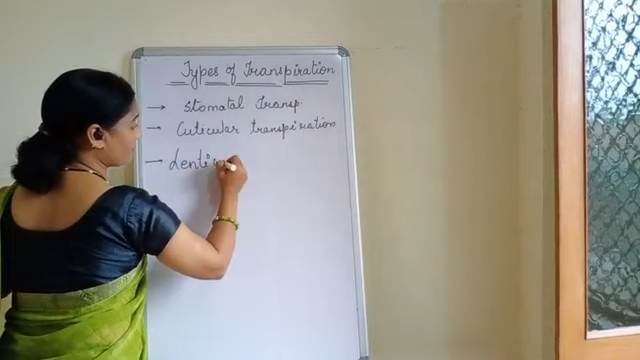 Types of Transpiration
→ Stomatal Transp.
→ Cuticular transpiration
→ Lenti